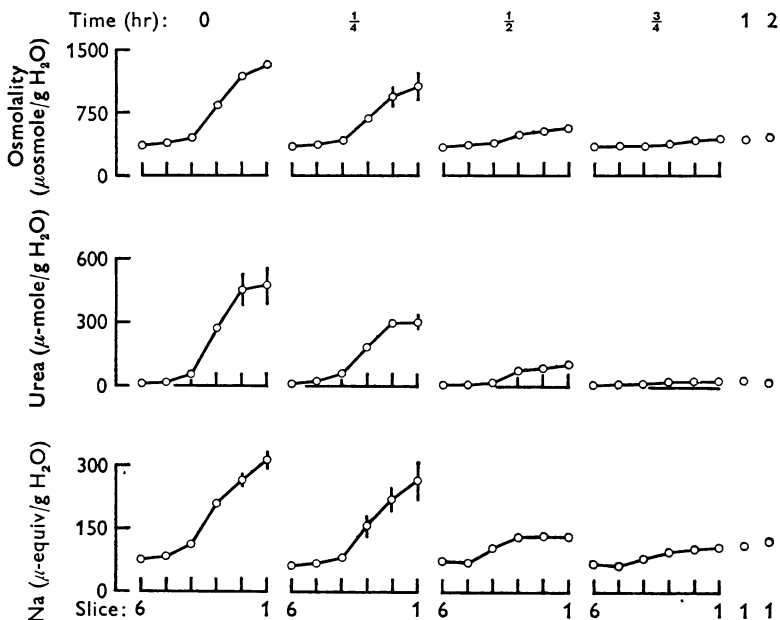 Time (hr): 0 ¼ ½ ¾ 1 2
Osmolality
(μosmole/g H₂O)
1500
750
0
Urea (μ-mole/g H₂O)
600
300
0
Na (μ-equiv/g H₂O)
300
150
0
Slice: 6 1 6 1 6 1 6 1 1 1